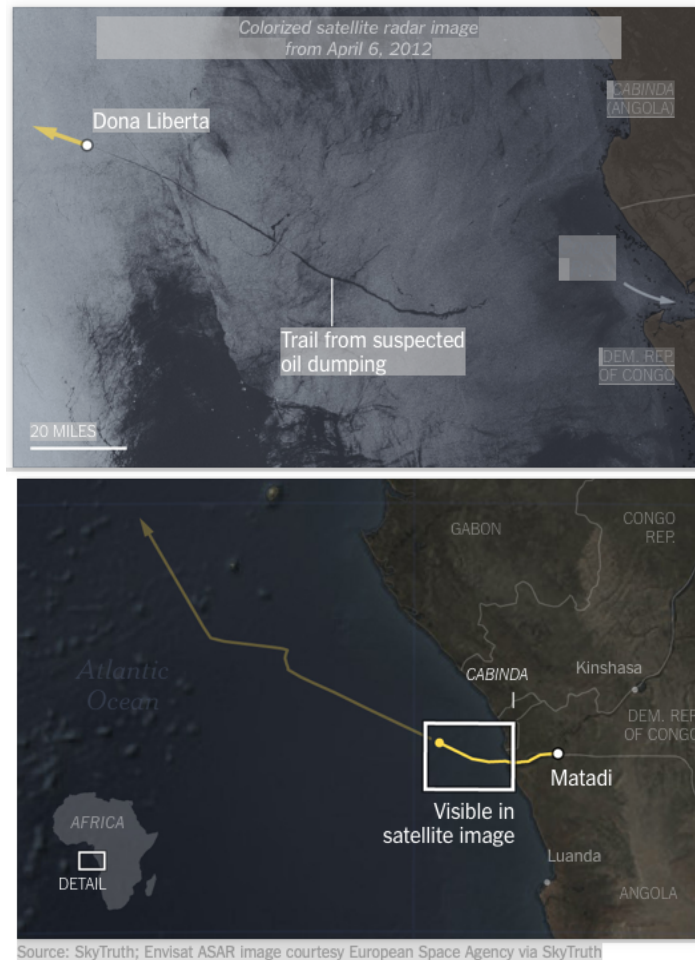 Colorized satellite radar image
from April 6, 2012
CABINDA
(ANGOLA)
Dona Liberta
Trail from suspected
oil dumping
DEM. REP.
OF CONGO
20 MILES
GABON
CONGO
REP.
Atlantic
Ocean
CABINDA
Kinshasa
DEM. REP.
OF CONGO
Matadi
Visible in
satellite image
AFRICA
DETAIL
Luanda
ANGOLA
Source: SkyTruth; Envisat ASAR image courtesy European Space Agency via SkyTruth